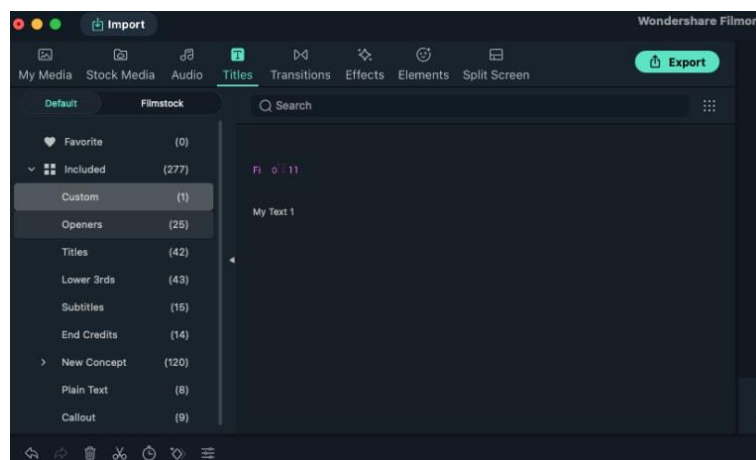 Import
Wondershare Filmor
My Media Stock Media Audio Titles Transitions Effects Elements Split Screen
Export
Default Filmstock
Search
Favorite (0)
Included (277)
Custom (1)
Openers (25)
Titles (42)
Lower 3rds (43)
Subtitles (15)
End Credits (14)
New Concept (120)
Plain Text (8)
Callout (9)
Fi o 11
My Text 1